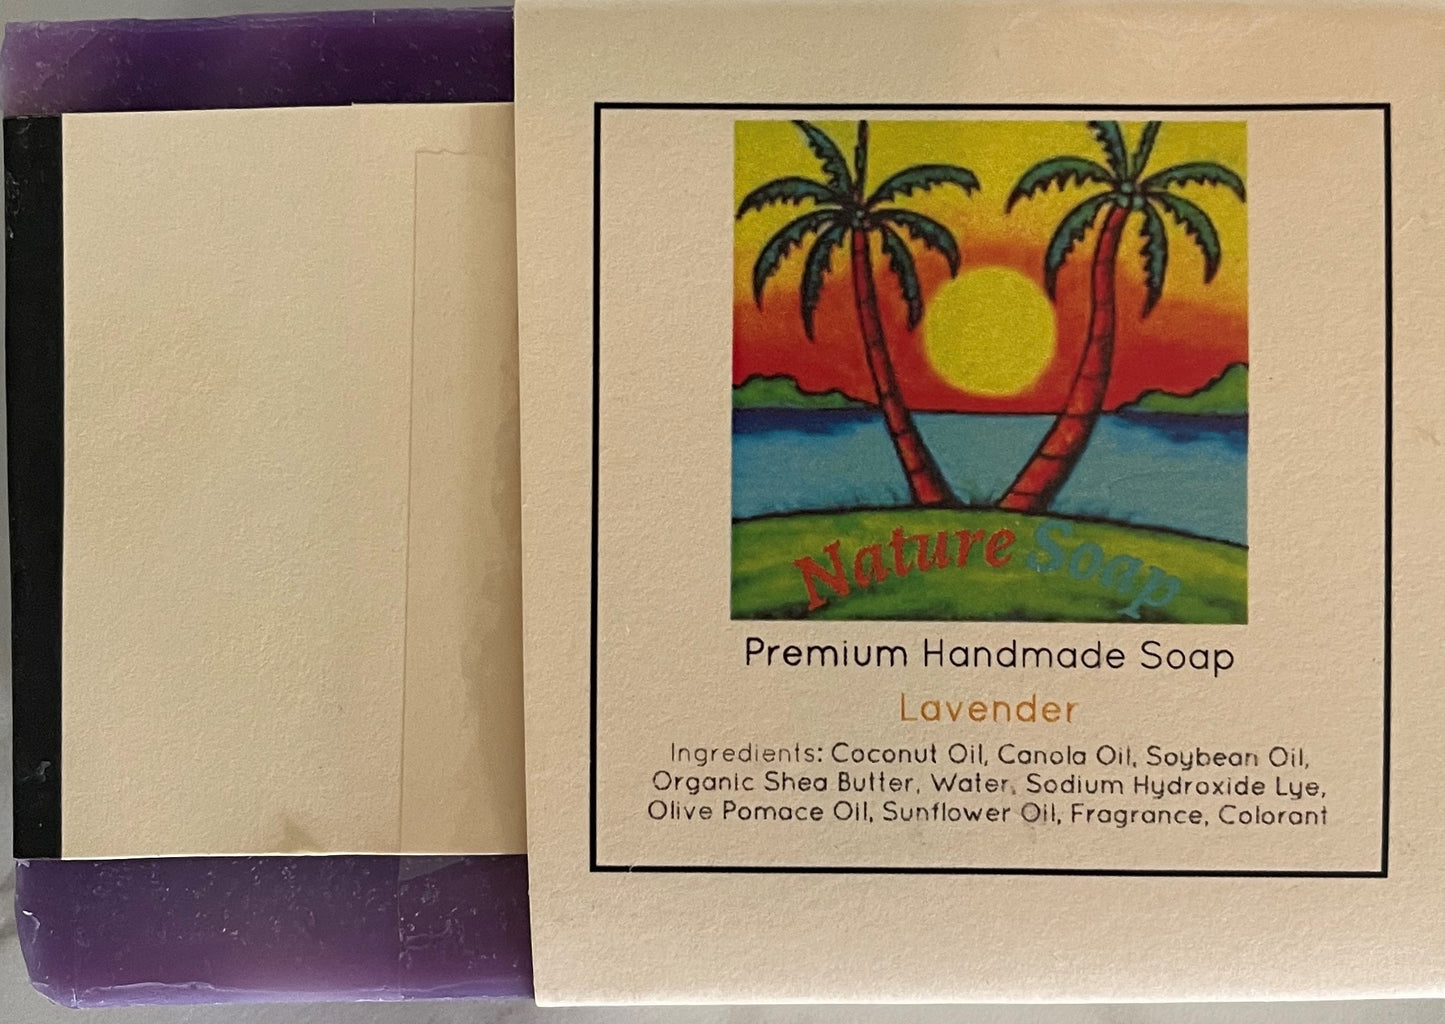 Nature Soap
Premium Handmade Soap
Lavender
Ingredients: Coconut Oil, Canola Oil, Soybean Oil,
Organic Shea Butter, Water, Sodium Hydroxide Lye,
Olive Pomace Oil, Sunflower Oil, Fragrance, Colorant